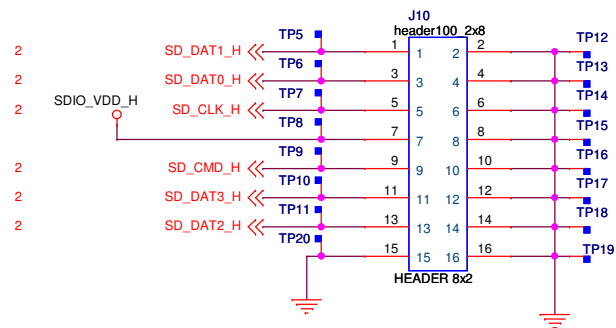 J10
header100_2x8
TP5
TP12
2 SD_DAT1_H 1 1 2 2
TP6 TP13
2 SD_DAT0_H 3 3 4 4
TP7 TP14
2 SD_CLK_H 5 5 6 6
SDIO_VDD_H TP8 TP15
7 7 8 8
TP9 TP16
2 SD_CMD_H 9 9 10 10
TP10 TP17
2 SD_DAT3_H 11 11 12 12
TP11 TP18
2 SD_DAT2_H 13 13 14 14
TP20 TP19
15 15 16 16
HEADER 8x2